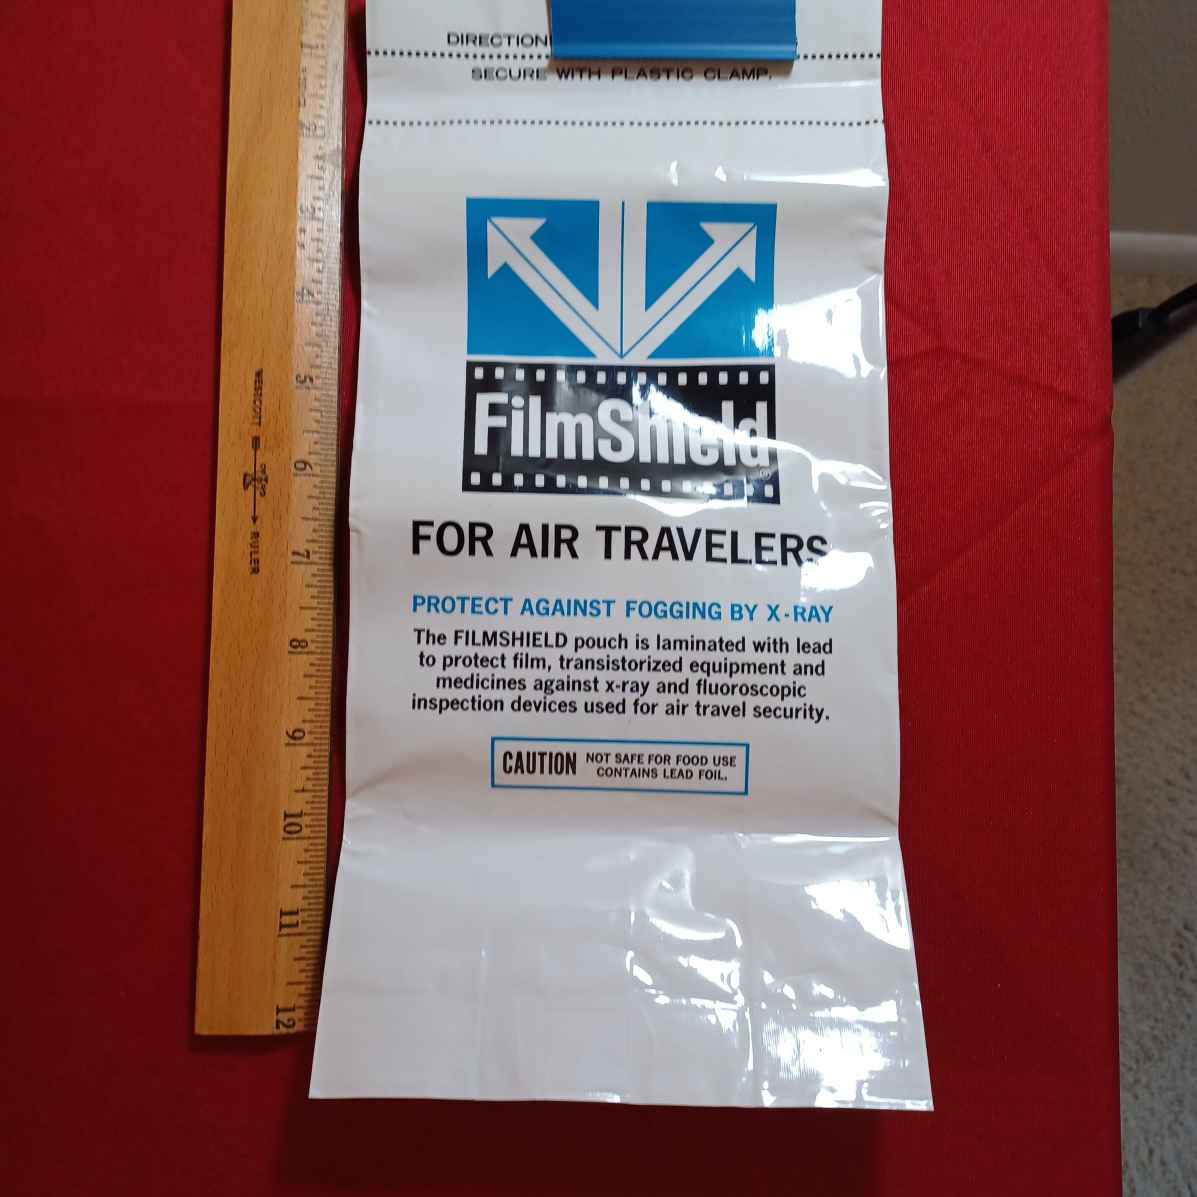 DIRECTION
SECURE WITH PLASTIC CLAMP.
FilmShield
FOR AIR TRAVELERS
PROTECT AGAINST FOGGING BY X-RAY
The FILMSHIELD pouch is laminated with lead
to protect film, transistorized equipment and
medicines against x-ray and fluoroscopic
inspection devices used for air travel security.
CAUTION NOT SAFE FOR FOOD USE
CONTAINS LEAD FOIL.
WESTCOTT
RULER
2
3
4
5
6
7
8
9
10
11
12